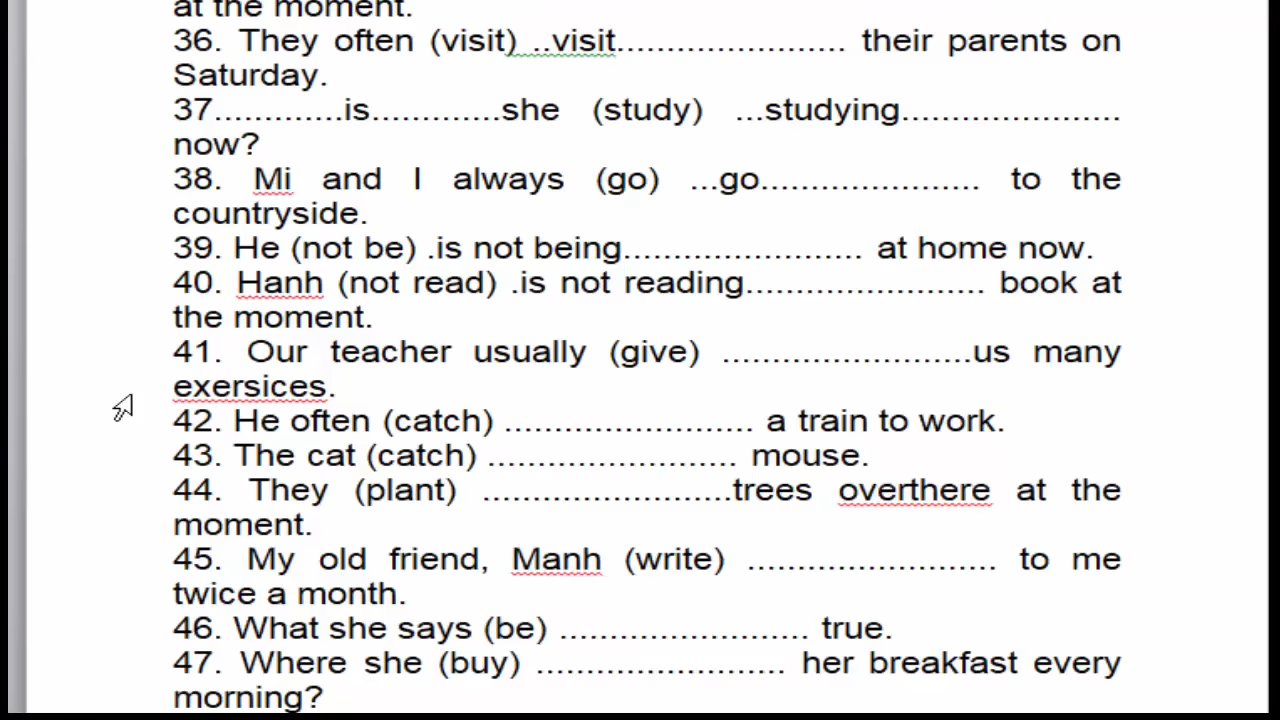 at the moment.
36. They often (visit) ..visit....................... their parents on
Saturday.
37.............is.............she (study) ...studying......................
now?
38. Mi and I always (go) ...go...................... to the
countryside.
39. He (not be) .is not being........................ at home now.
40. Hanh (not read) .is not reading........................ book at
the moment.
41. Our teacher usually (give) .........................us many
exersices.
42. He often (catch) ......................... a train to work.
43. The cat (catch) ......................... mouse.
44. They (plant) .........................trees overthere at the
moment.
45. My old friend, Manh (write) ......................... to me
twice a month.
46. What she says (be) ......................... true.
47. Where she (buy) ......................... her breakfast every
morning?